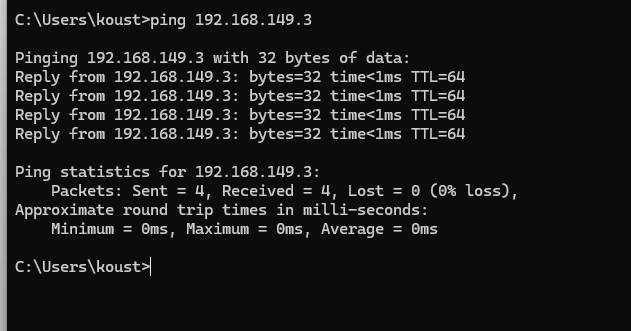 C:\Users\koust>ping 192.168.149.3
Pinging 192.168.149.3 with 32 bytes of data:
Reply from 192.168.149.3: bytes=32 time<1ms TTL=64
Reply from 192.168.149.3: bytes=32 time<1ms TTL=64
Reply from 192.168.149.3: bytes=32 time<1ms TTL=64
Reply from 192.168.149.3: bytes=32 time<1ms TTL=64
Ping statistics for 192.168.149.3:
Packets: Sent = 4, Received = 4, Lost = 0 (0% loss),
Approximate round trip times in milli-seconds:
Minimum = 0ms, Maximum = 0ms, Average = 0ms
C:\Users\koust>